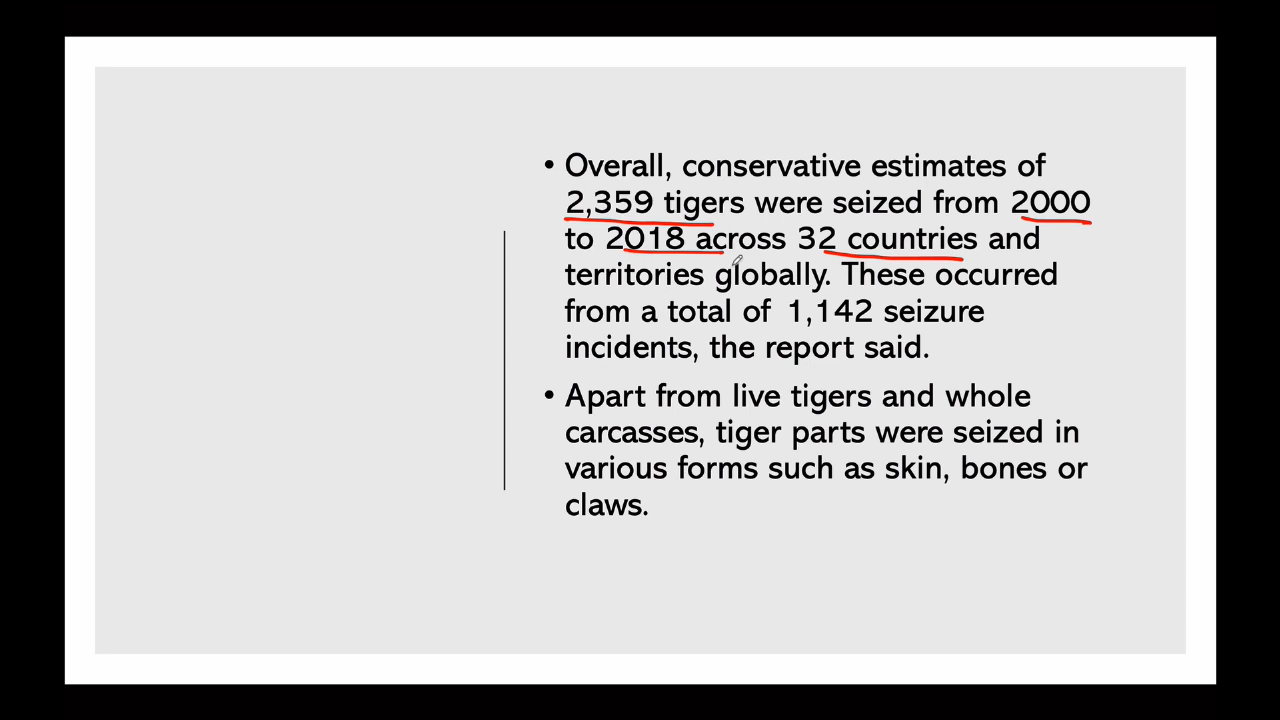 • Overall, conservative estimates of
2,359 tigers were seized from 2000
to 2018 across 32 countries and
territories globally. These occurred
from a total of 1,142 seizure
incidents, the report said.
• Apart from live tigers and whole
carcasses, tiger parts were seized in
various forms such as skin, bones or
claws.